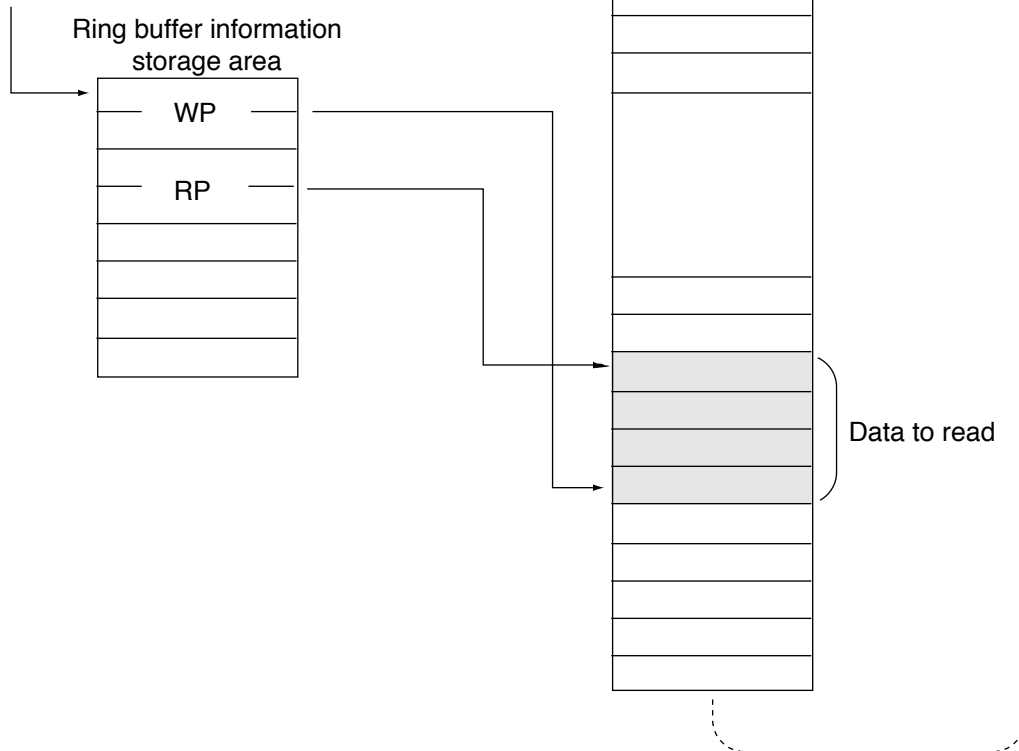 Ring buffer information
storage area
WP
RP
Data to read